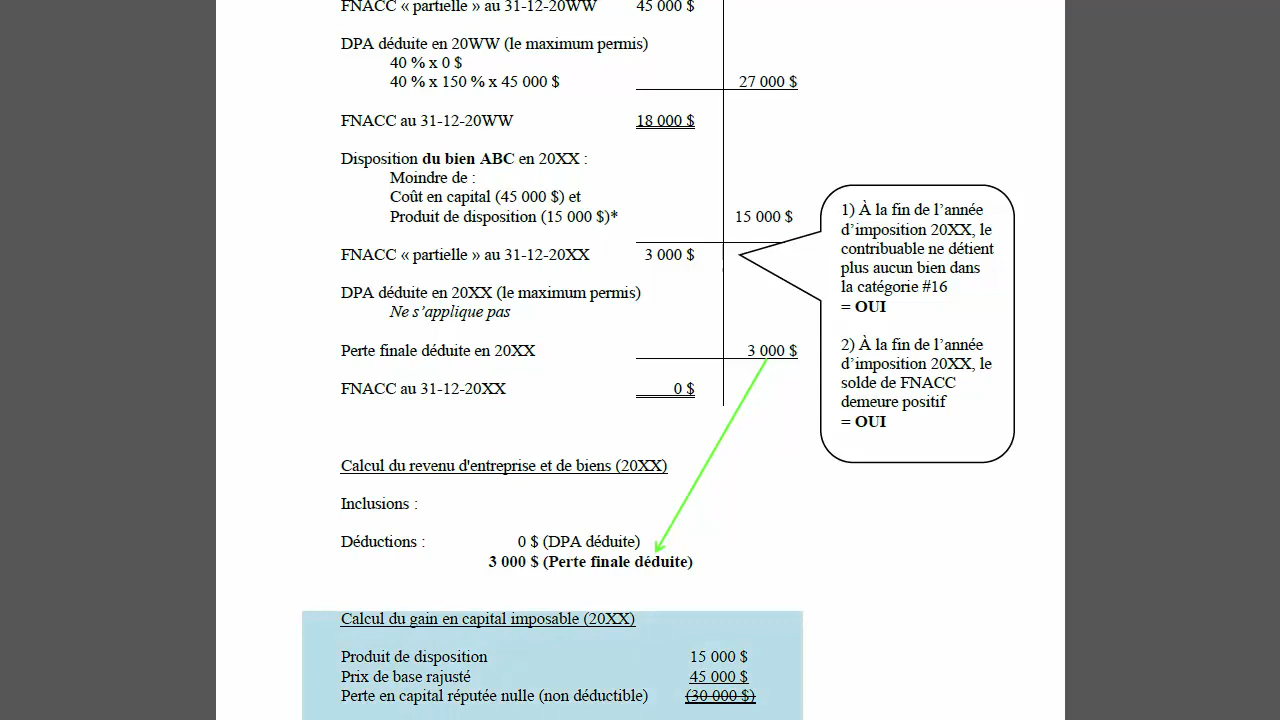 FNACC « partielle » au 31-12-20WW 45 000 $
DPA déduite en 20WW (le maximum permis)
40 % x 0 $
40 % x 150 % x 45 000 $ 27 000 $
FNACC au 31-12-20WW 18 000 $
Disposition du bien ABC en 20XX :
Moindre de :
Coût en capital (45 000 $) et
Produit de disposition (15 000 $)* 15 000 $
FNACC « partielle » au 31-12-20XX 3 000 $
DPA déduite en 20XX (le maximum permis)
Ne s’applique pas
Perte finale déduite en 20XX 3 000 $
FNACC au 31-12-20XX 0 $
1) À la fin de l’année
d’imposition 20XX, le
contribuable ne détient
plus aucun bien dans
la catégorie #16
= OUI
2) À la fin de l’année
d’imposition 20XX, le
solde de FNACC
demeure positif
= OUI
Calcul du revenu d'entreprise et de biens (20XX)
Inclusions :
Déductions : 0 $ (DPA déduite)
3 000 $ (Perte finale déduite)
Calcul du gain en capital imposable (20XX)
Produit de disposition 15 000 $
Prix de base rajusté 45 000 $
Perte en capital réputée nulle (non déductible) (30 000 $)